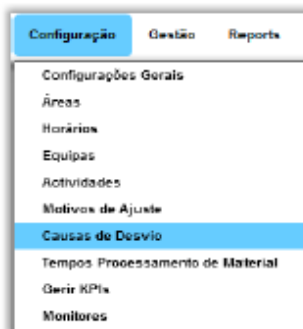 Configuração Gestão Reports
Configurações Gerais
Áreas
Horários
Equipas
Actividades
Motivos de Ajuste
Causas de Desvio
Tempos Processamento de Material
Gerir KPIs
Monitores